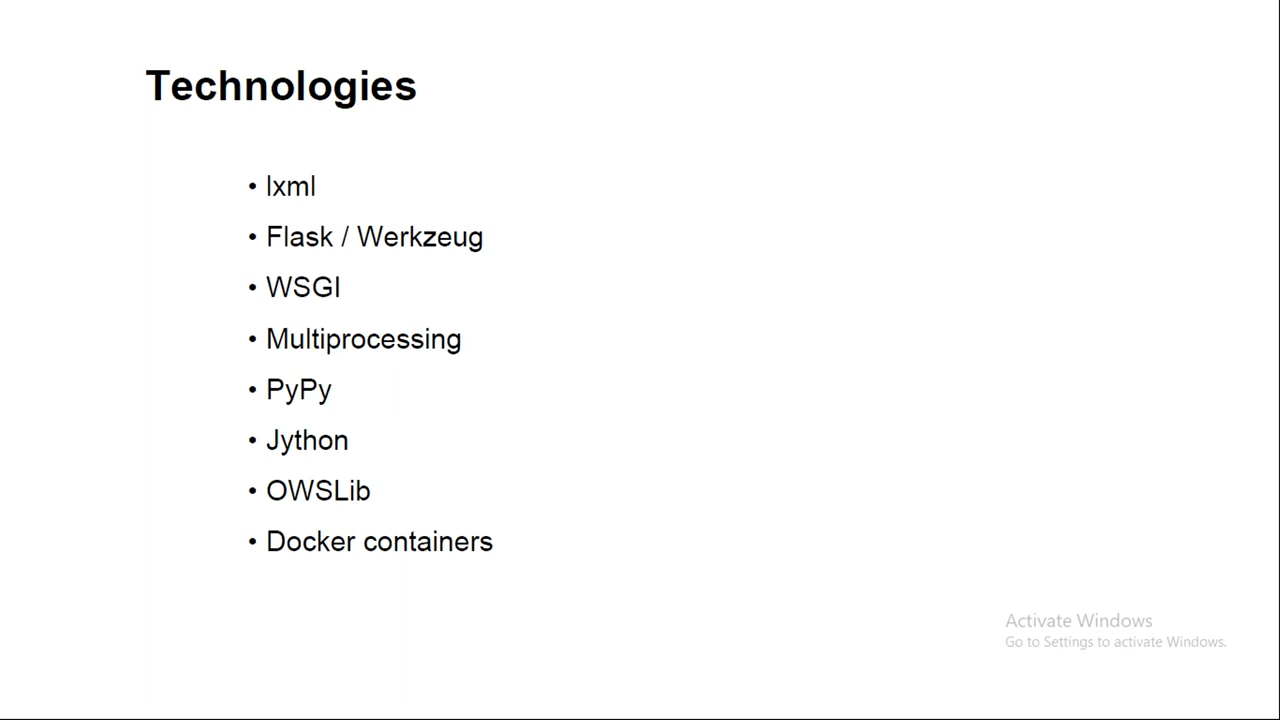 Technologies
• lxml
• Flask / Werkzeug
• WSGI
• Multiprocessing
• PyPy
• Jython
• OWSLib
• Docker containers
Activate Windows
Go to Settings to activate Windows.